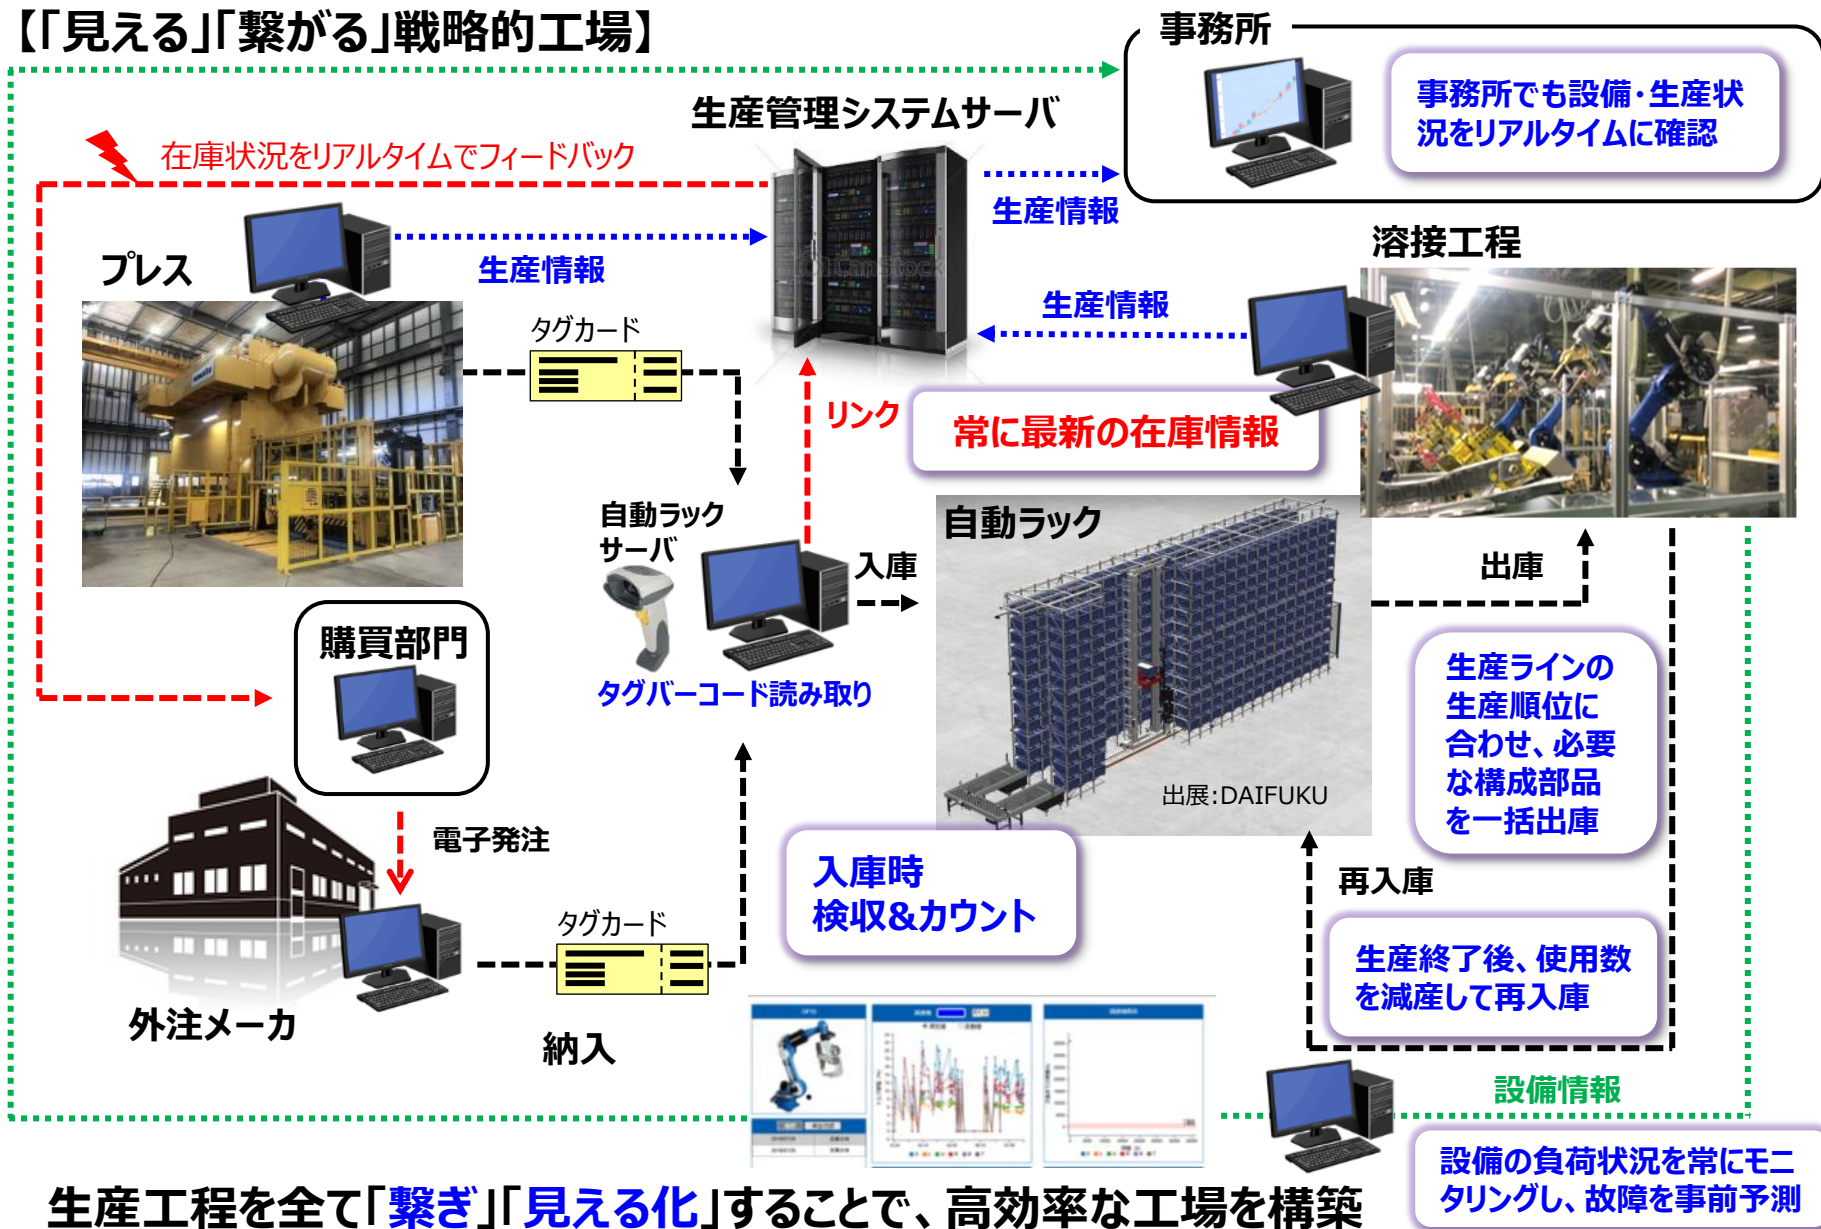 【「見える」「繋がる」戦略的工場】
事務所
事務所でも設備・生産状
況をリアルタイムに確認
生産管理システムサーバ
在庫状況をリアルタイムでフィードバック
生産情報
プレス
生産情報
溶接工程
生産情報
タグカード
リンク
常に最新の在庫情報
自動ラック
サーバ
自動ラック
入庫
出庫
購買部門
タグバーコード読み取り
生産ラインの
生産順位に
合わせ、必要
な構成部品
を一括出庫
出展:DAIFUKU
電子発注
入庫時
検収&カウント
再入庫
タグカード
生産終了後、使用数
を減産して再入庫
外注メーカ
納入
設備情報
設備の負荷状況を常にモニ
タリングし、故障を事前予測
生産工程を全て「繋ぎ」「見える化」することで、高効率な工場を構築